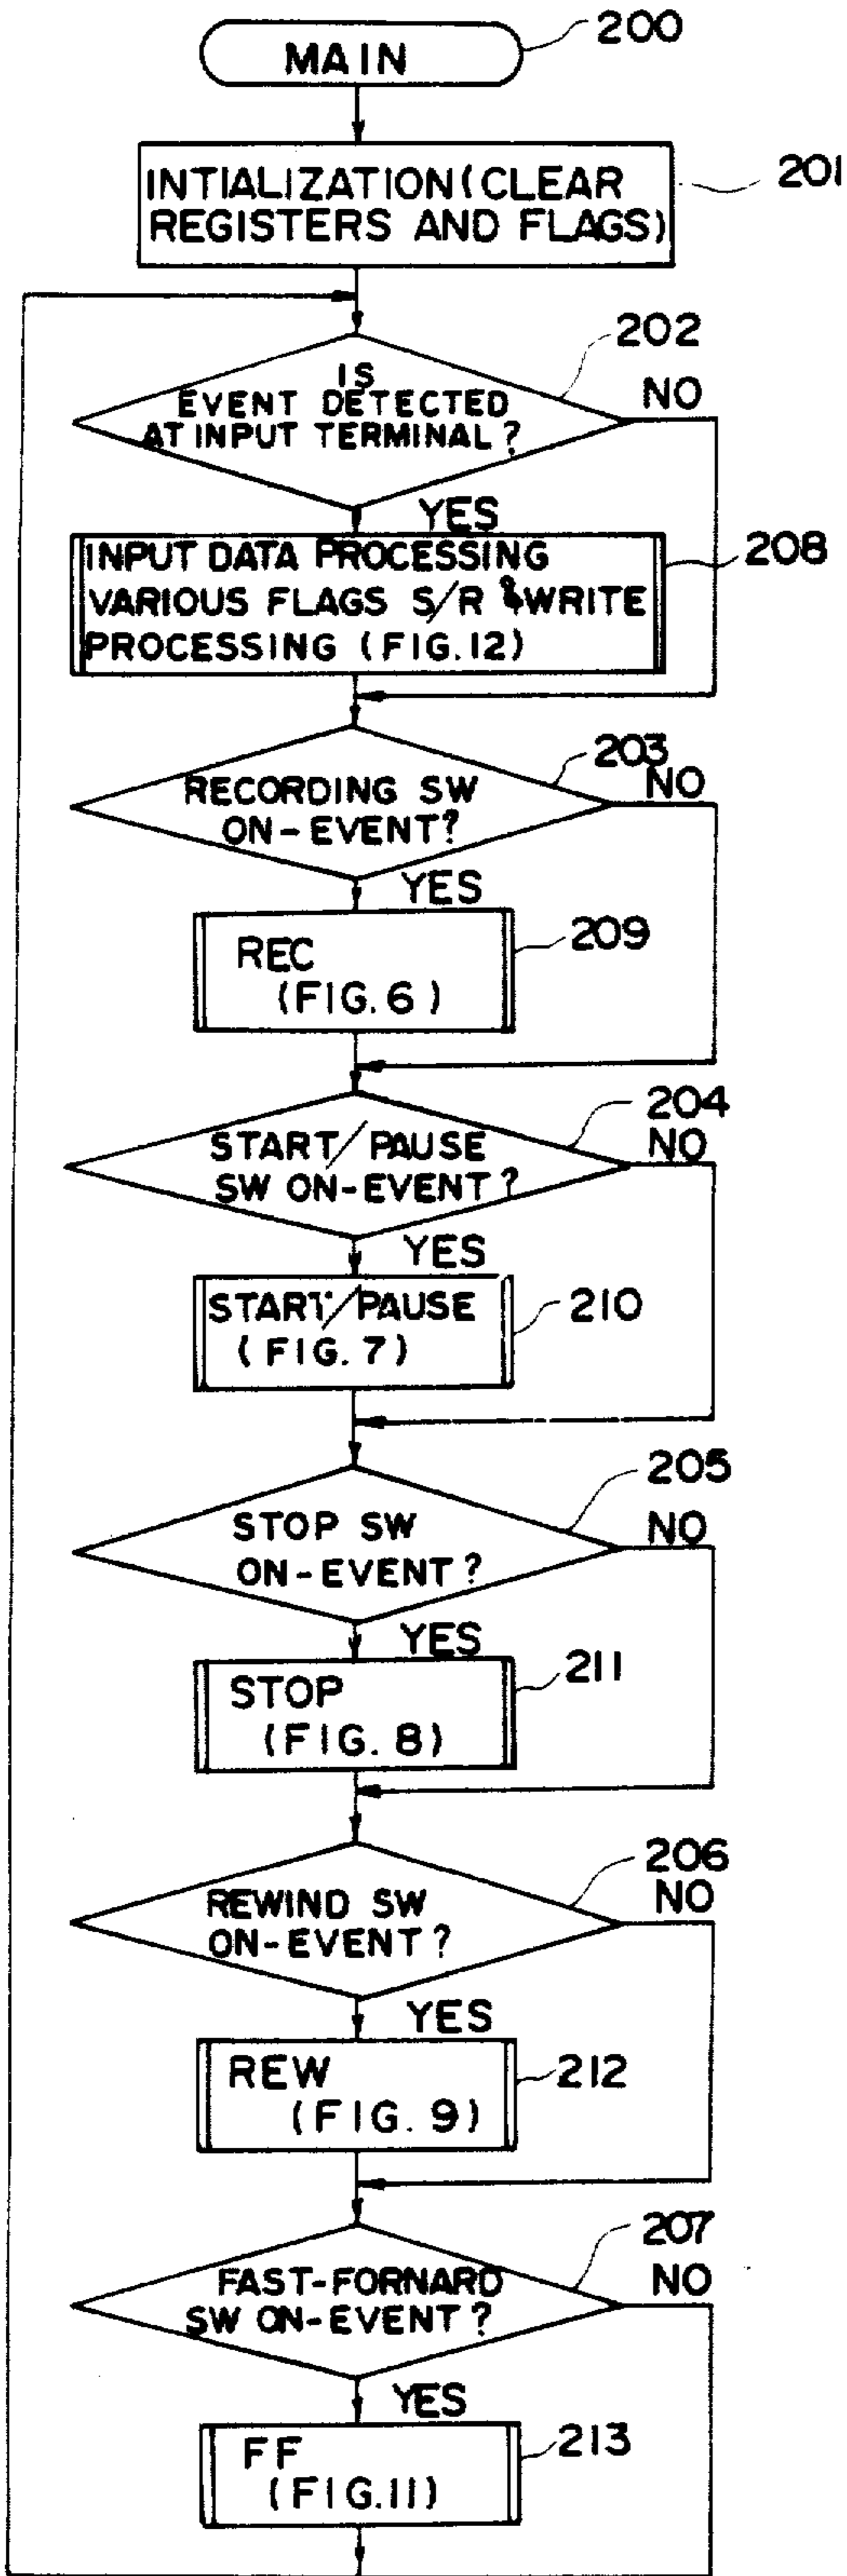 200
MAIN
201
INTIALIZATION(CLEAR
REGISTERS AND FLAGS)
202
IS
EVENT DETECTED
AT INPUT TERMINAL?
NO
YES
208
INPUT DATA PROCESSING
VARIOUS FLAGS S/R & WRITE
PROCESSING (FIG.12)
203
RECORDING SW
ON-EVENT?
NO
YES
209
REC
(FIG.6)
204
START/PAUSE
SW ON-EVENT?
NO
YES
210
START/PAUSE
(FIG.7)
205
STOP SW
ON-EVENT?
NO
YES
211
STOP
(FIG. 8)
206
REWIND SW
ON-EVENT?
NO
YES
212
REW
(FIG. 9)
207
FAST-FORNARD
SW ON-EVENT?
NO
YES
213
FF
(FIG.11)